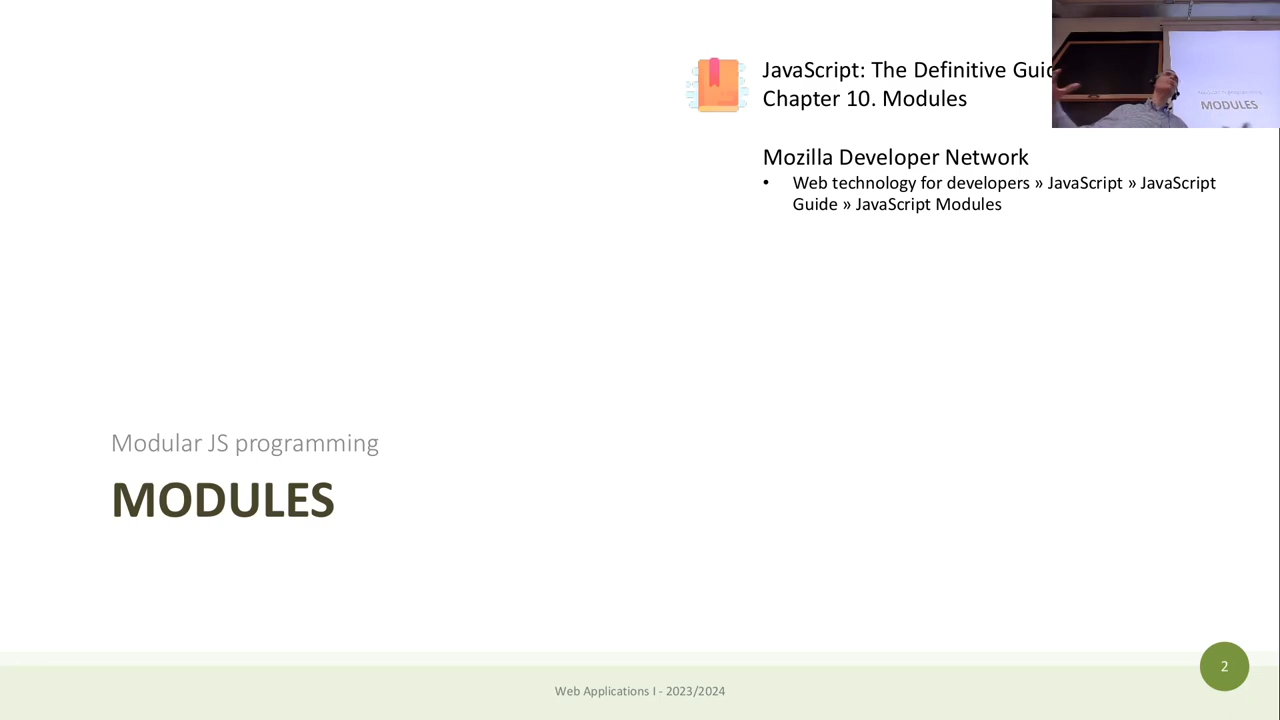 JavaScript: The Definitive Gui
Chapter 10. Modules
Mozilla Developer Network
• Web technology for developers » JavaScript » JavaScript
Guide » JavaScript Modules
MODULES
Modular JS programming
MODULES
2
Web Applications I - 2023/2024